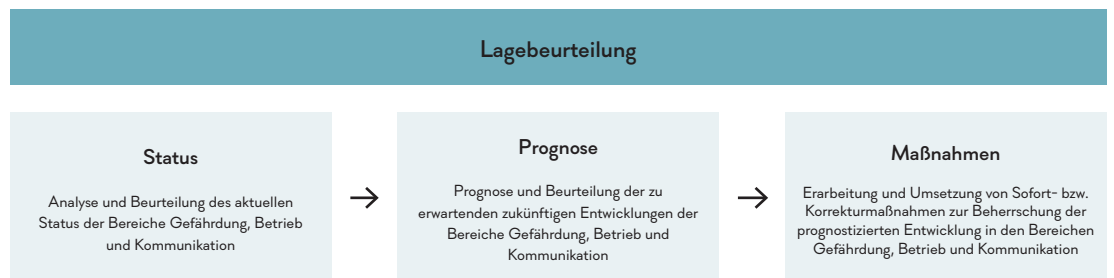 Lagebeurteilung
Status
Analyse und Beurteilung des aktuellen
Status der Bereiche Gefährdung, Betrieb
und Kommunikation
Prognose
Prognose und Beurteilung der zu
erwartenden zukünftigen Entwicklungen der
Bereiche Gefährdung, Betrieb und
Kommunikation
Maßnahmen
Erarbeitung und Umsetzung von Sofort- bzw.
Korrekturmaßnahmen zur Beherrschung der
prognostizierten Entwicklung in den Bereichen
Gefährdung, Betrieb und Kommunikation